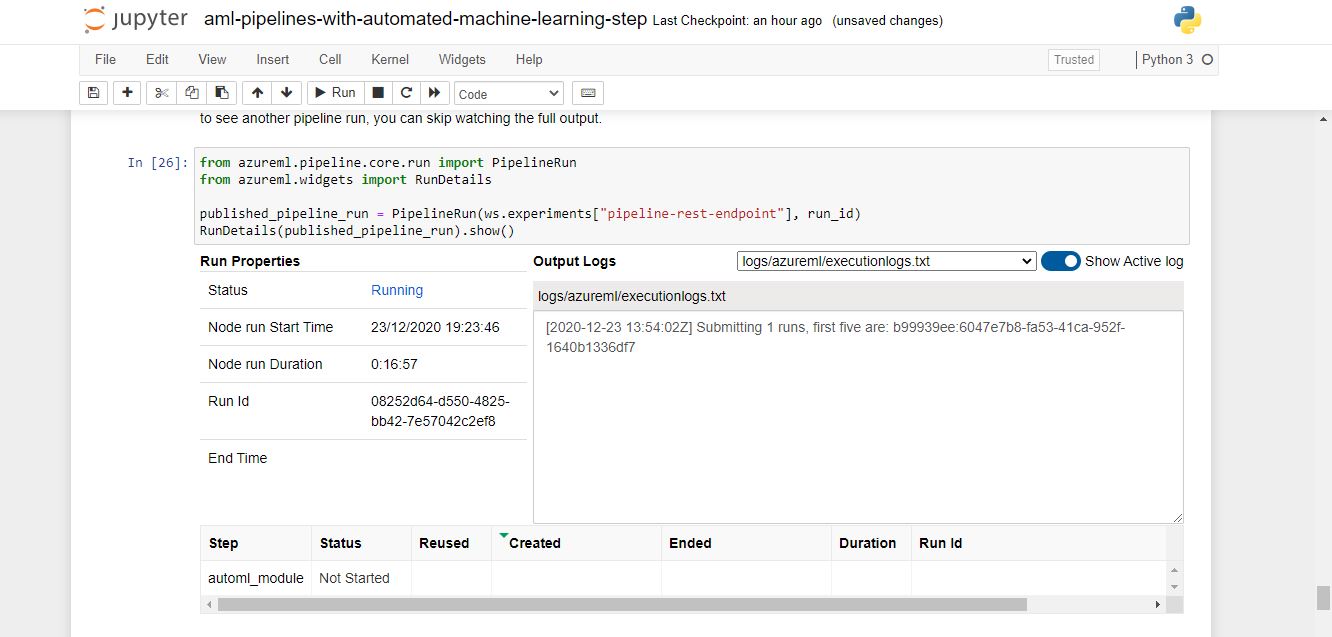 jupyter aml-pipelines-with-automated-machine-learning-step Last Checkpoint: an hour ago (unsaved changes)
File Edit View Insert Cell Kernel Widgets Help Trusted Python 3
Run Code
to see another pipeline run, you can skip watching the full output.
In [26]: from azureml.pipeline.core.run import PipelineRun
from azureml.widgets import RunDetails
published_pipeline_run = PipelineRun(ws.experiments["pipeline-rest-endpoint"], run_id)
RunDetails(published_pipeline_run).show()
Run Properties
Status Running
Node run Start Time 23/12/2020 19:23:46
Node run Duration 0:16:57
Run Id 08252d64-d550-4825-
bb42-7e57042c2ef8
End Time
Output Logs logs/azureml/executionlogs.txt Show Active log
logs/azureml/executionlogs.txt
[2020-12-23 13:54:02Z] Submitting 1 runs, first five are: b99939ee:6047e7b8-fa53-41ca-952f-
1640b1336df7
Step Status Reused Created Ended Duration Run Id
automl_module Not Started